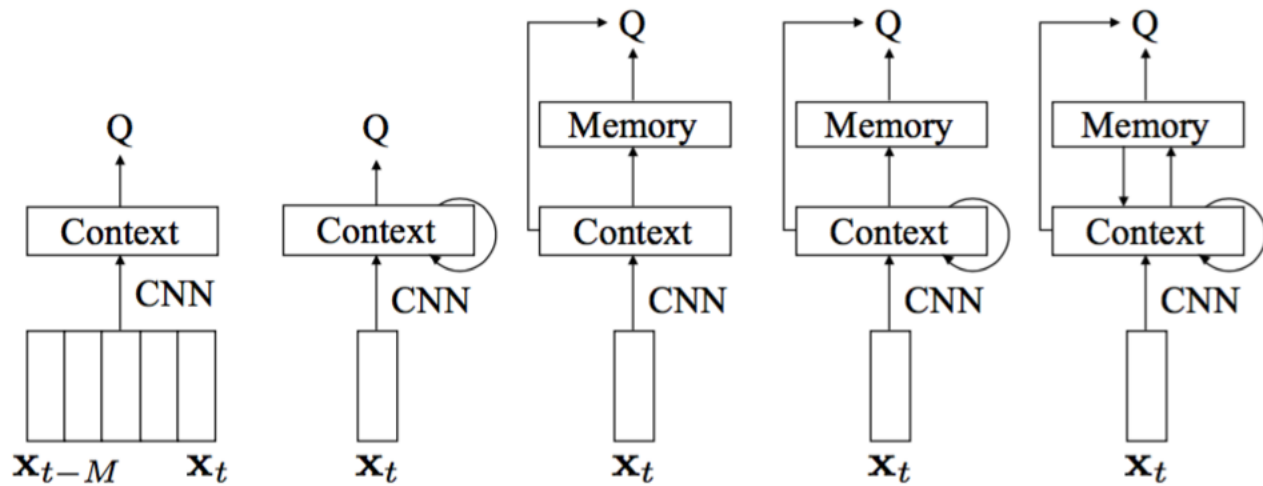 Q Q Q
Memory Memory Memory
Q Q
Context Context Context Context Context
CNN CNN CNN CNN CNN
x_{t-M} x_t x_t x_t x_t x_t